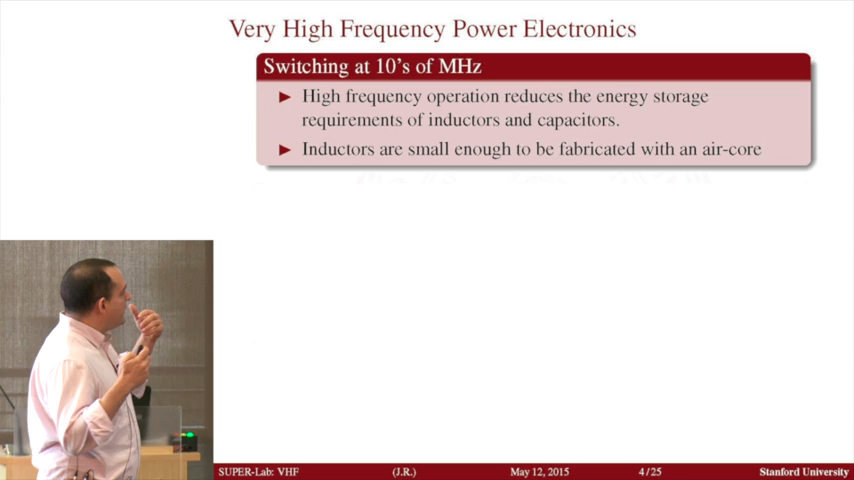 Very High Frequency Power Electronics
Switching at 10's of MHz
► High frequency operation reduces the energy storage
requirements of inductors and capacitors.
► Inductors are small enough to be fabricated with an air-core
SUPER-Lab: VHF (J.R.) May 12, 2015 4/25 Stanford University